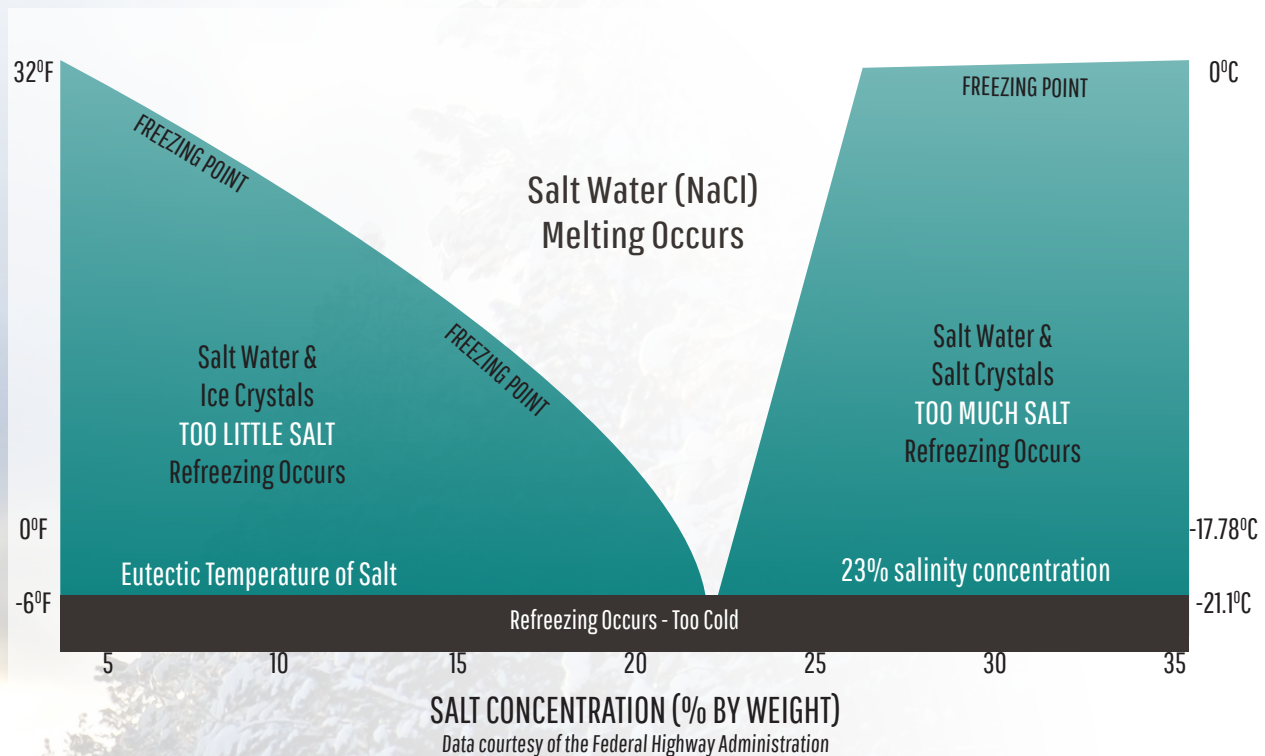 32⁰F
0⁰C
FREEZING POINT
FREEZING POINT
Salt Water (NaCl)
Melting Occurs
FREEZING POINT
Salt Water &
Ice Crystals
TOO LITTLE SALT
Refreezing Occurs
Salt Water &
Salt Crystals
TOO MUCH SALT
Refreezing Occurs
0⁰F
-17.78⁰C
Eutectic Temperature of Salt
23% salinity concentration
-6⁰F
-21.1⁰C
Refreezing Occurs - Too Cold
5 10 15 20 25 30 35
SALT CONCENTRATION (% BY WEIGHT)
Data courtesy of the Federal Highway Administration